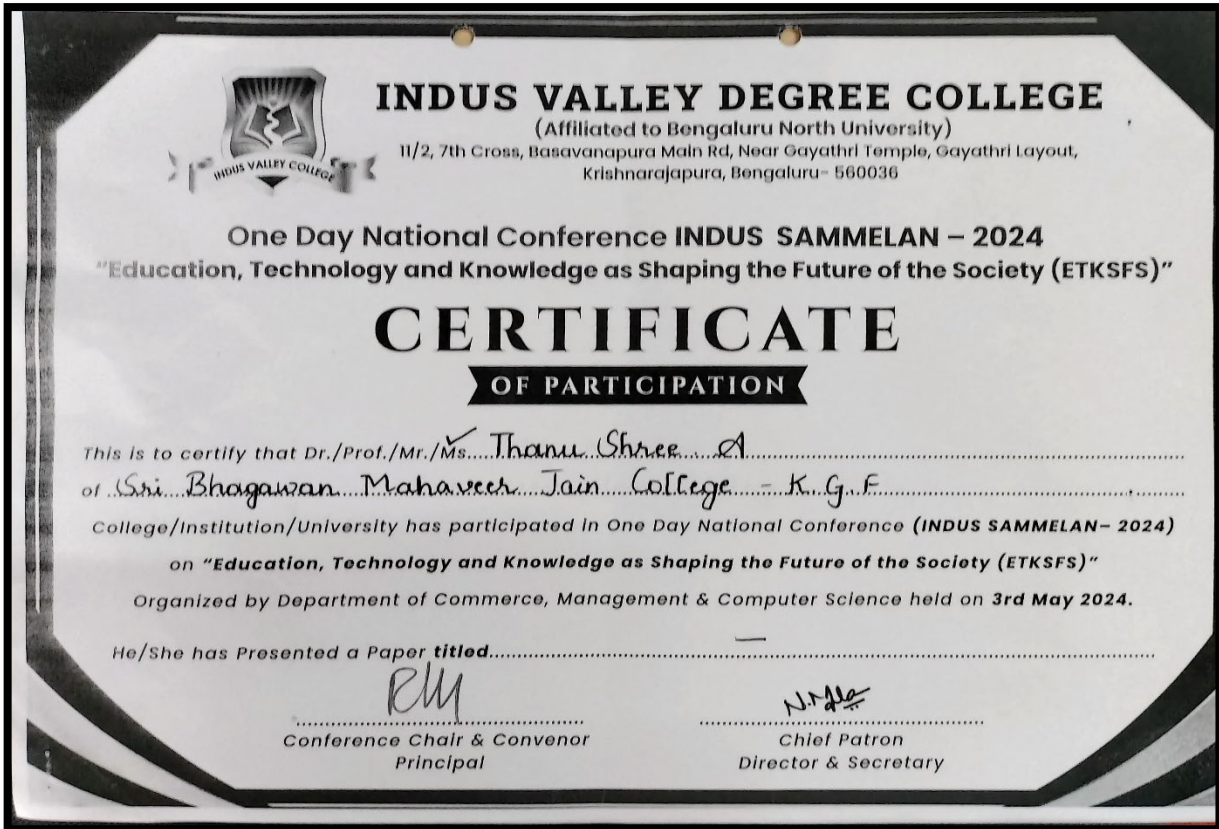 INDUS VALLEY DEGREE COLLEGE
(Affiliated to Bengaluru North University)
11/2, 7th Cross, Basavanapura Main Rd, Near Gayathri Temple, Gayathri Layout,
Krishnarajapura, Bengaluru- 560036
INDUS VALLEY COLLEGE
One Day National Conference INDUS SAMMELAN – 2024
"Education, Technology and Knowledge as Shaping the Future of the Society (ETKSFS)"
CERTIFICATE
OF PARTICIPATION
This is to certify that Dr./Prof./Mr./Ms. Thanu Shree A
of Sri Bhagawan Mahaveer Jain College - K.G.F
College/Institution/University has participated in One Day National Conference (INDUS SAMMELAN– 2024)
on "Education, Technology and Knowledge as Shaping the Future of the Society (ETKSFS)"
Organized by Department of Commerce, Management & Computer Science held on 3rd May 2024.
He/She has Presented a Paper titled.......... —
Conference Chair & Convenor
Principal
Chief Patron
Director & Secretary